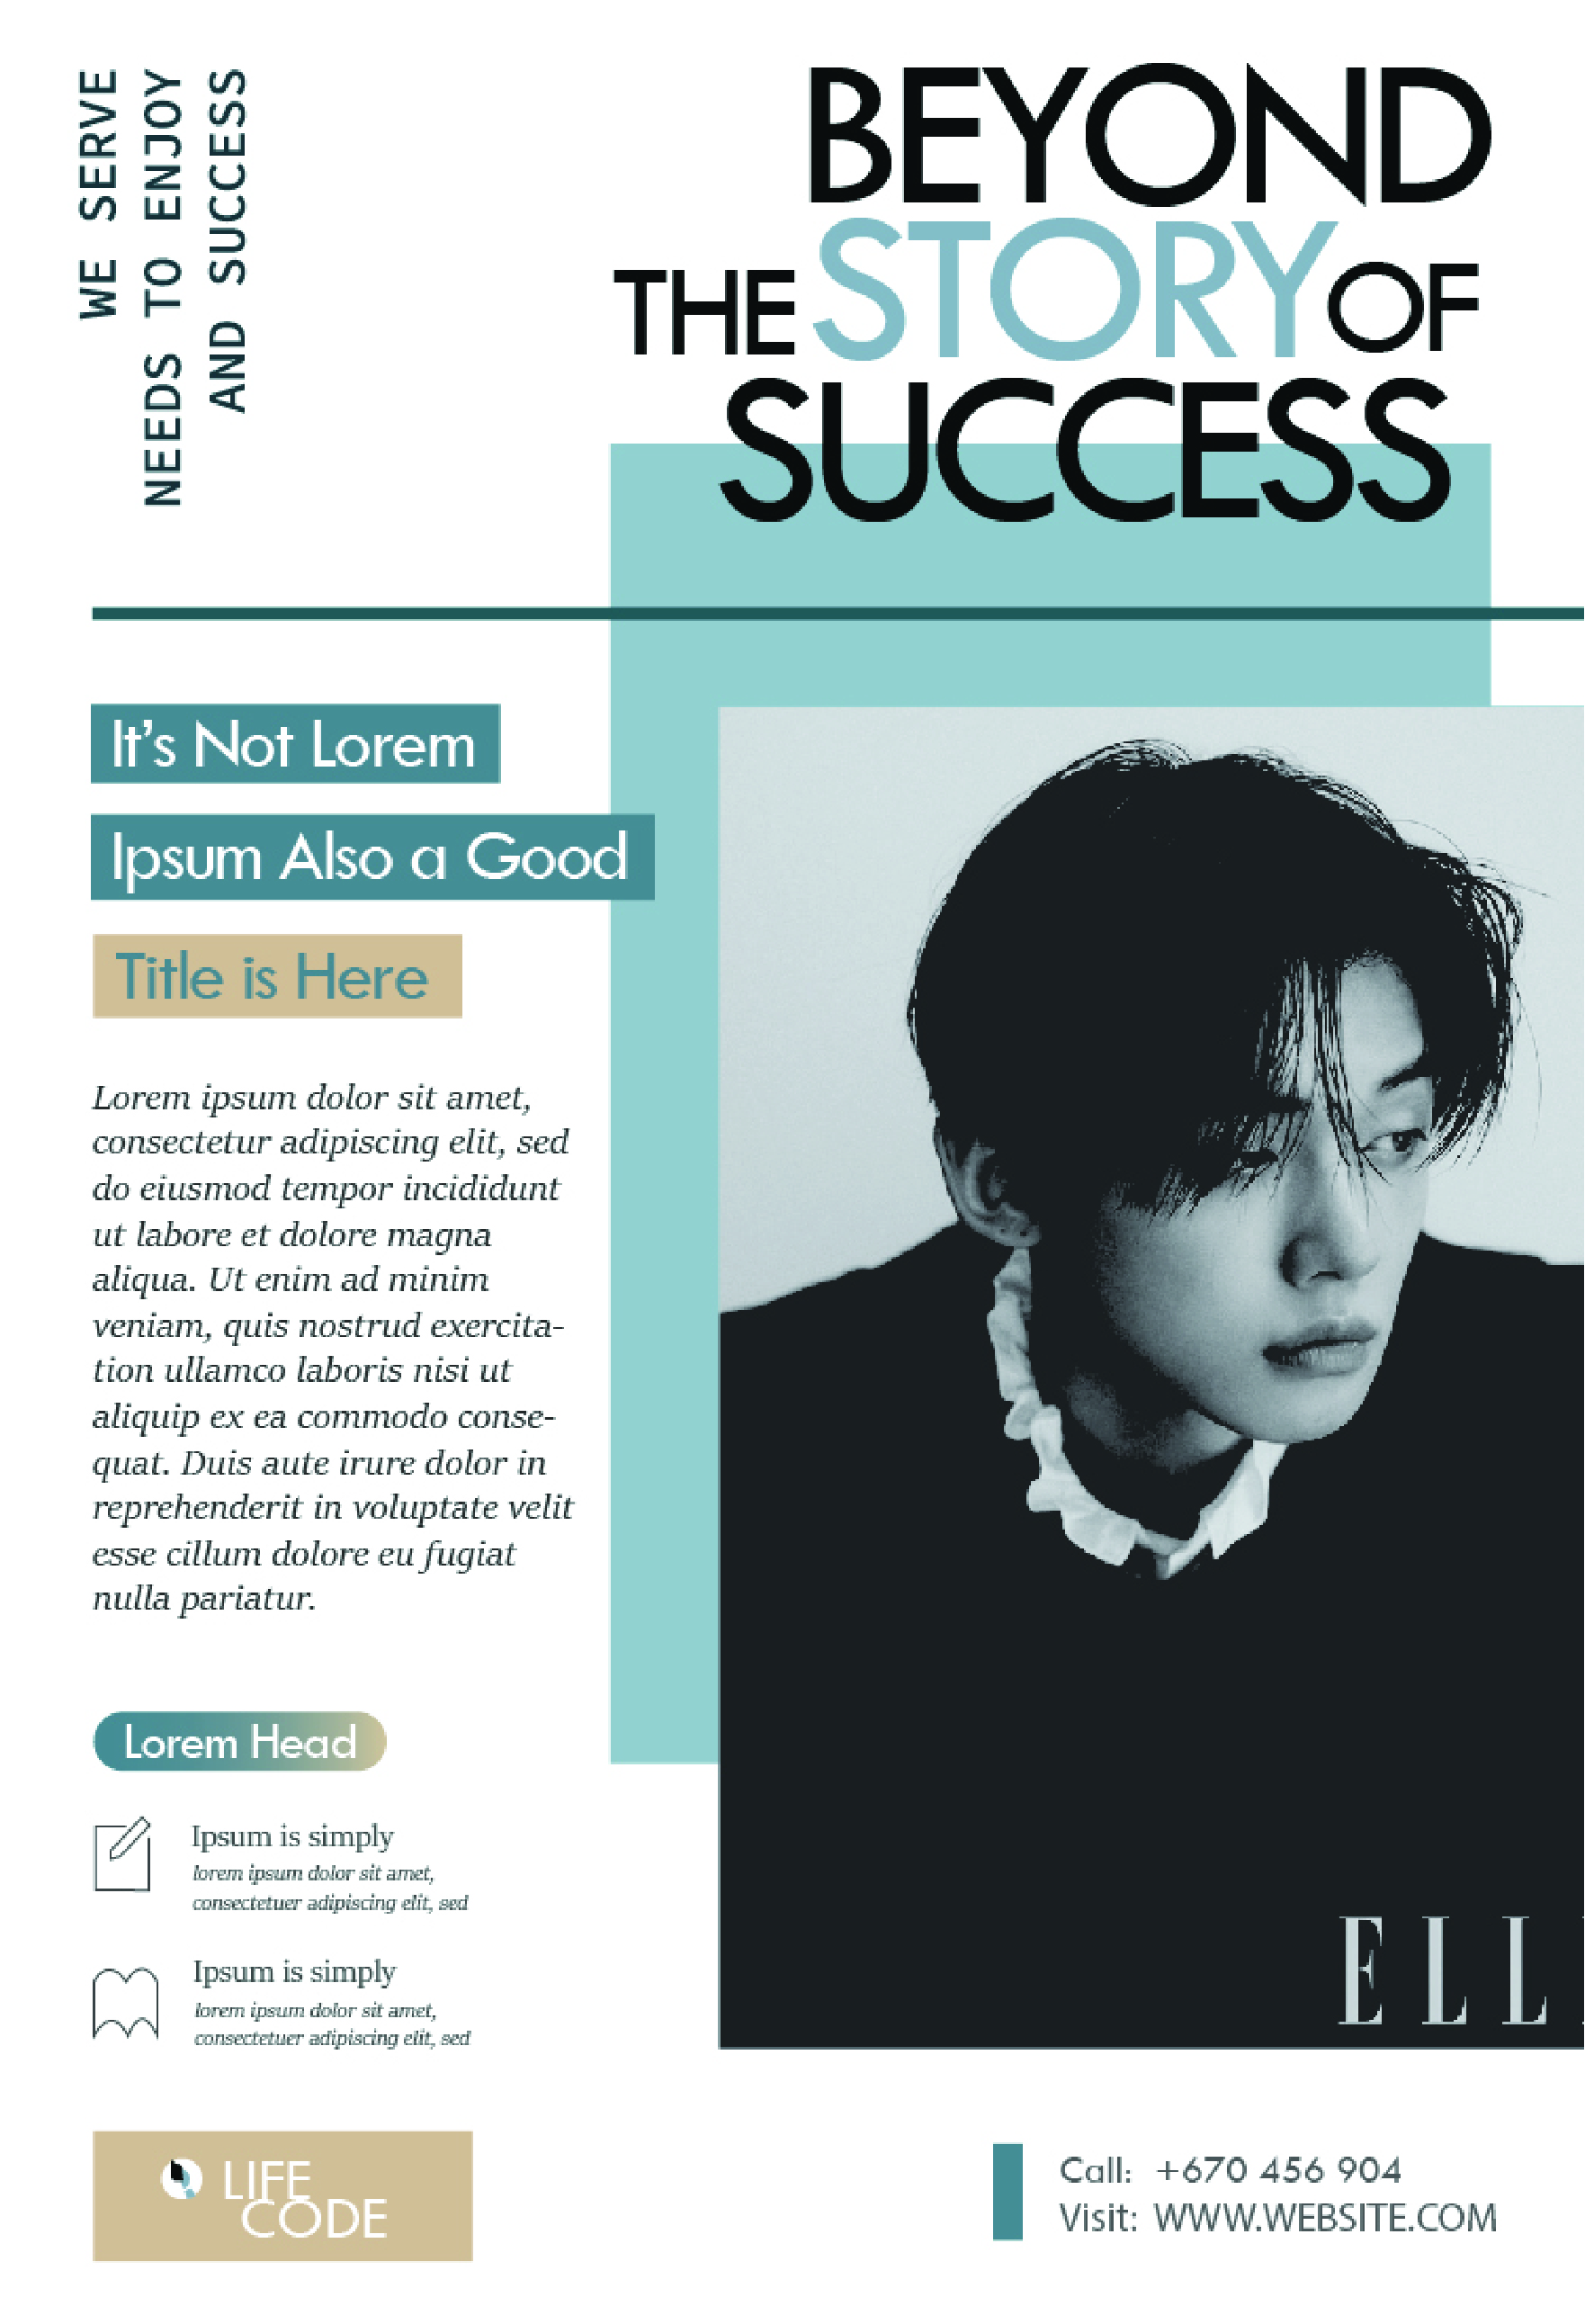 WE SERVE
NEEDS TO ENJOY
AND SUCCESS
BEYOND
THE STORY OF
SUCCESS
It's Not Lorem
Ipsum Also a Good
Title is Here
Lorem ipsum dolor sit amet,
consectetur adipiscing elit, sed
do eiusmod tempor incididunt
ut labore et dolore magna
aliqua. Ut enim ad minim
veniam, quis nostrud exercita-
tion ullamco laboris nisi ut
aliquip ex ea commodo conse-
quat. Duis aute irure dolor in
reprehenderit in voluptate velit
esse cillum dolore eu fugiat
nulla pariatur.
Lorem Head
Ipsum is simply
lorem ipsum dolor sit amet,
consectetuer adipiscing elit, sed
Ipsum is simply
lorem ipsum dolor sit amet,
consectetuer adipiscing elit, sed
ELL
LIFE
CODE
Call: +670 456 904
Visit: WWW.WEBSITE.COM